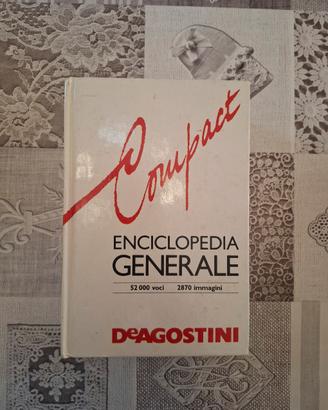 Compact
ENCICLOPEDIA
GENERALE
52 000 voci 2870 immagini
DeAGOSTINI